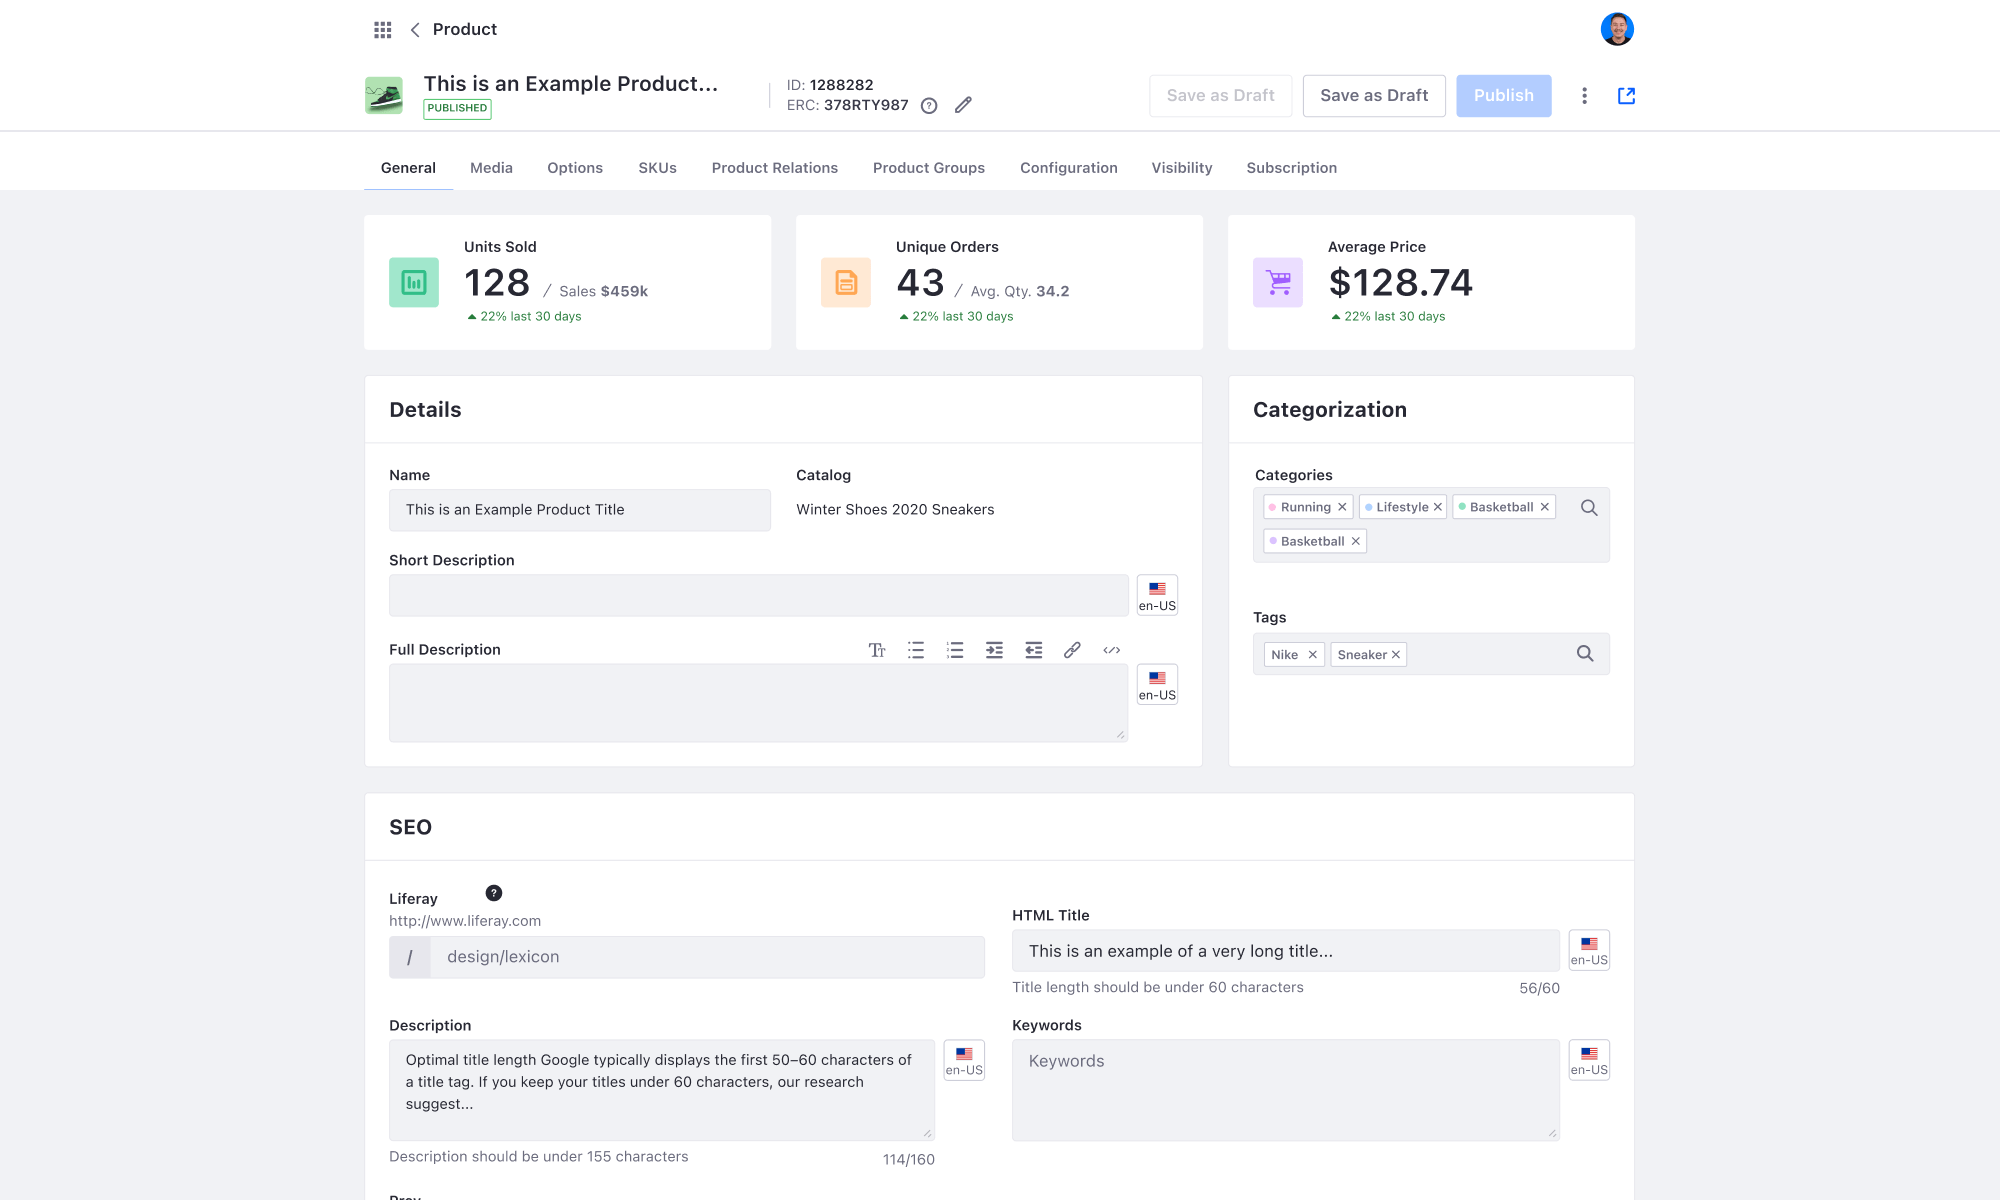 Product
This is an Example Product...
PUBLISHED
ID: 1288282
ERC: 378RTY987
Save as Draft
Save as Draft
Publish
General
Media
Options
SKUs
Product Relations
Product Groups
Configuration
Visibility
Subscription
Units Sold
128 / Sales $459k
22% last 30 days
Unique Orders
43 / Avg. Qty. 34.2
22% last 30 days
Average Price
$128.74
22% last 30 days
Details
Name
This is an Example Product Title
Catalog
Winter Shoes 2020 Sneakers
Short Description
en-US
Full Description
en-US
Categorization
Categories
Running
Lifestyle
Basketball
Basketball
Tags
Nike
Sneaker
SEO
Liferay
http://www.liferay.com
/ design/lexicon
HTML Title
This is an example of a very long title...
en-US
Title length should be under 60 characters
56/60
Description
Optimal title length Google typically displays the first 50–60 characters of
a title tag. If you keep your titles under 60 characters, our research
suggest...
en-US
Description should be under 155 characters
114/160
Keywords
Keywords
en-US